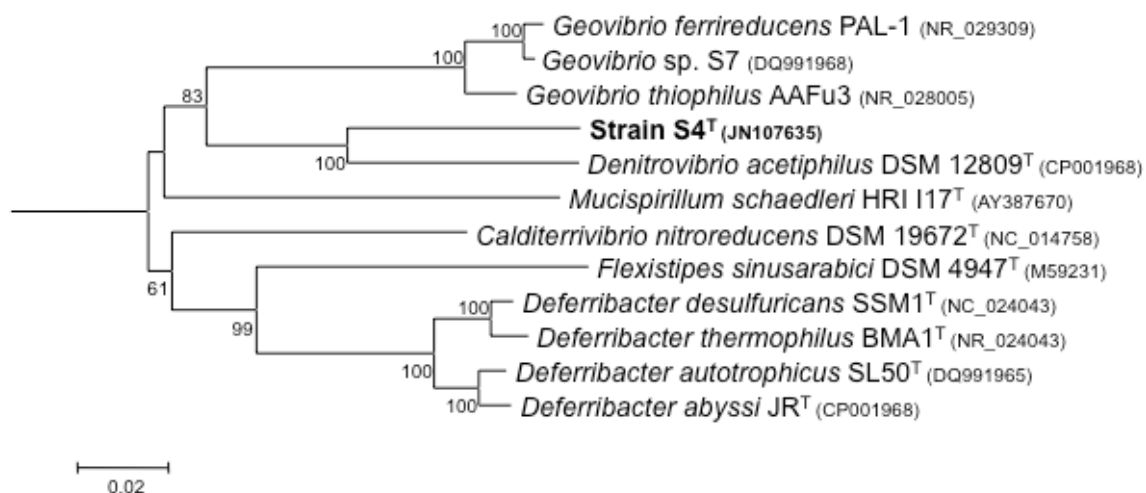 100 Geovibrio ferrireducens PAL-1 (NR_029309)
100 Geovibrio sp. S7 (DQ991968)
83 Geovibrio thiophilus AAFu3 (NR_028005)
Strain S4ᵀ (JN107635)
100 Denitrovibrio acetiphilus DSM 12809ᵀ (CP001968)
Mucispirillum schaedleri HRI I17ᵀ (AY387670)
Calditerrivibrio nitroreducens DSM 19672ᵀ (NC_014758)
61 Flexistipes sinusarabici DSM 4947ᵀ (M59231)
100 Deferribacter desulfuricans SSM1ᵀ (NC_024043)
99 Deferribacter thermophilus BMA1ᵀ (NR_024043)
100 Deferribacter autotrophicus SL50ᵀ (DQ991965)
100 Deferribacter abyssi JRᵀ (CP001968)
0.02